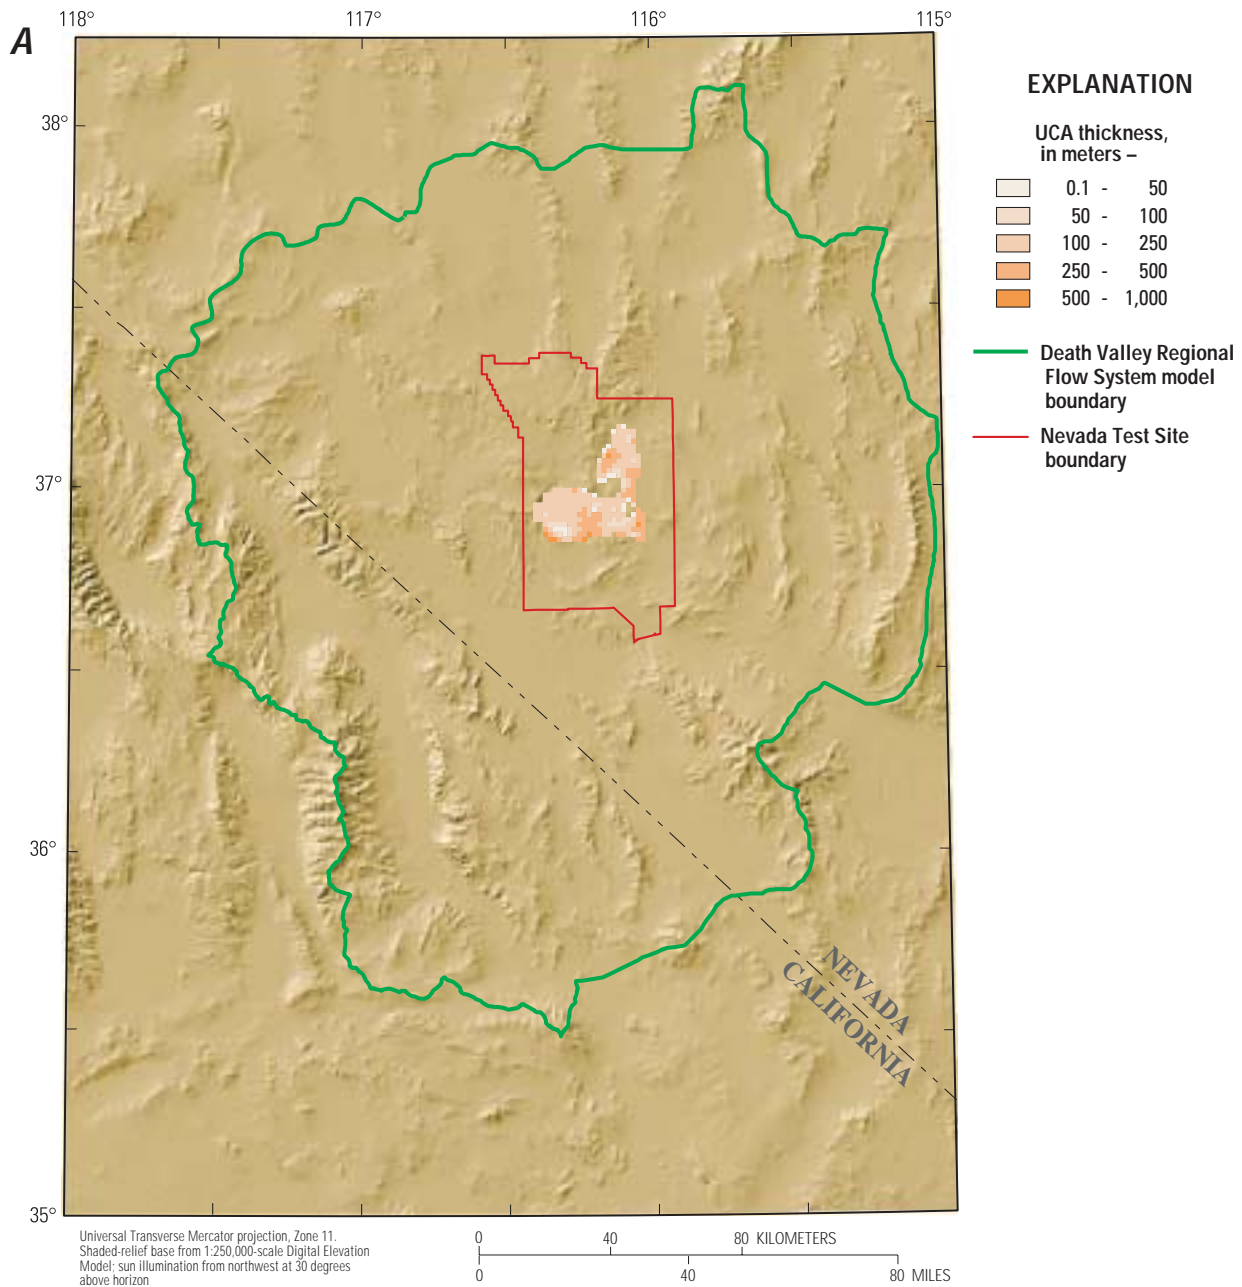 118°
117°
116°
115°
A
38°
37°
36°
35°
EXPLANATION
UCA thickness,
in meters –
0.1 - 50
50 - 100
100 - 250
250 - 500
500 - 1,000
Death Valley Regional
Flow System model
boundary
Nevada Test Site
boundary
NEVADA
CALIFORNIA
Universal Transverse Mercator projection, Zone 11.
Shaded-relief base from 1:250,000-scale Digital Elevation
Model; sun illumination from northwest at 30 degrees
above horizon
0 40 80 KILOMETERS
0 40 80 MILES